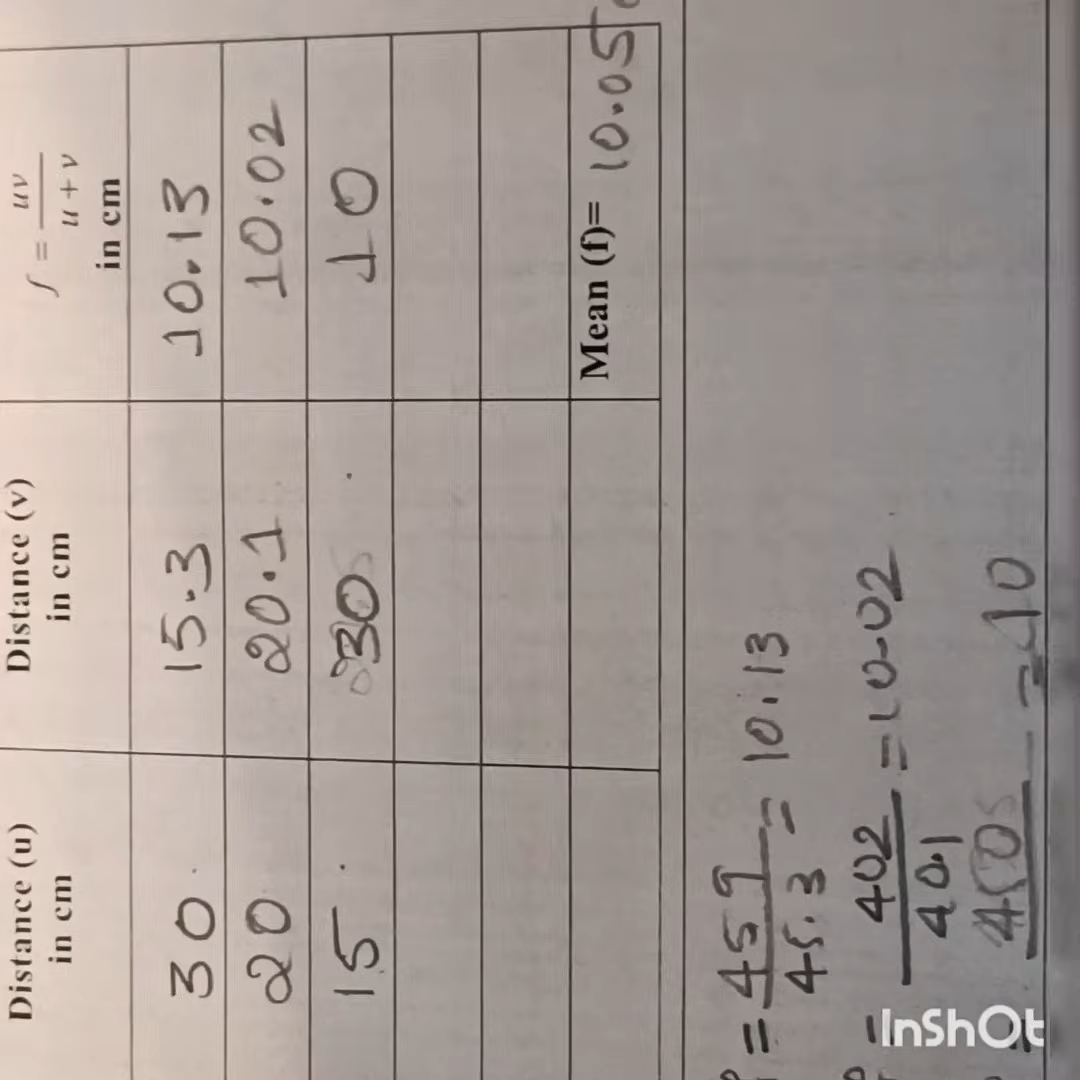 Distance (u) Distance (v) f = uv
in cm in cm u + v
in cm
30 15.3 10.13
20 20.1 10.02
15 30 10
Mean (f)= 10.05
= 459 = 10.13
45.3
= 402 = 10.02
40.1
= 450 = 10
InShOt